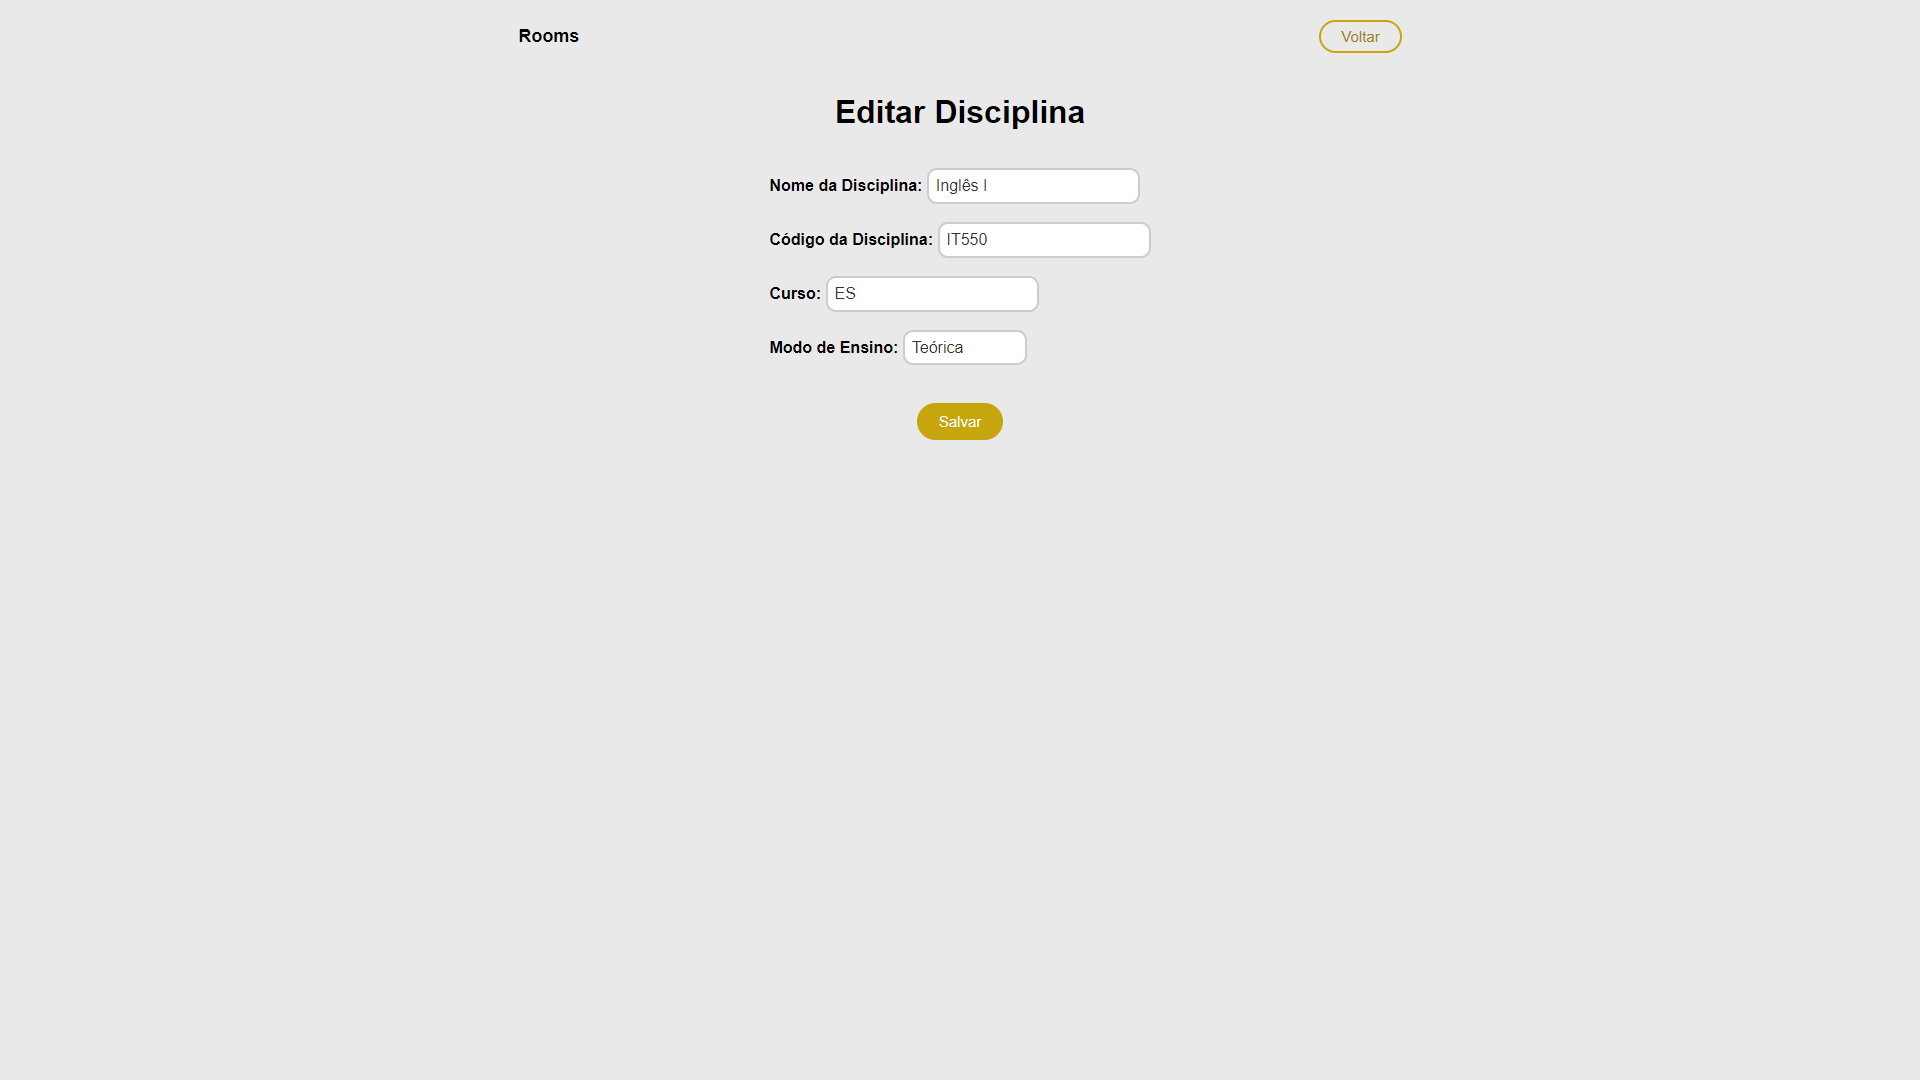 Rooms
Voltar
Editar Disciplina
Nome da Disciplina: Inglês I
Código da Disciplina: IT550
Curso: ES
Modo de Ensino: Teórica
Salvar